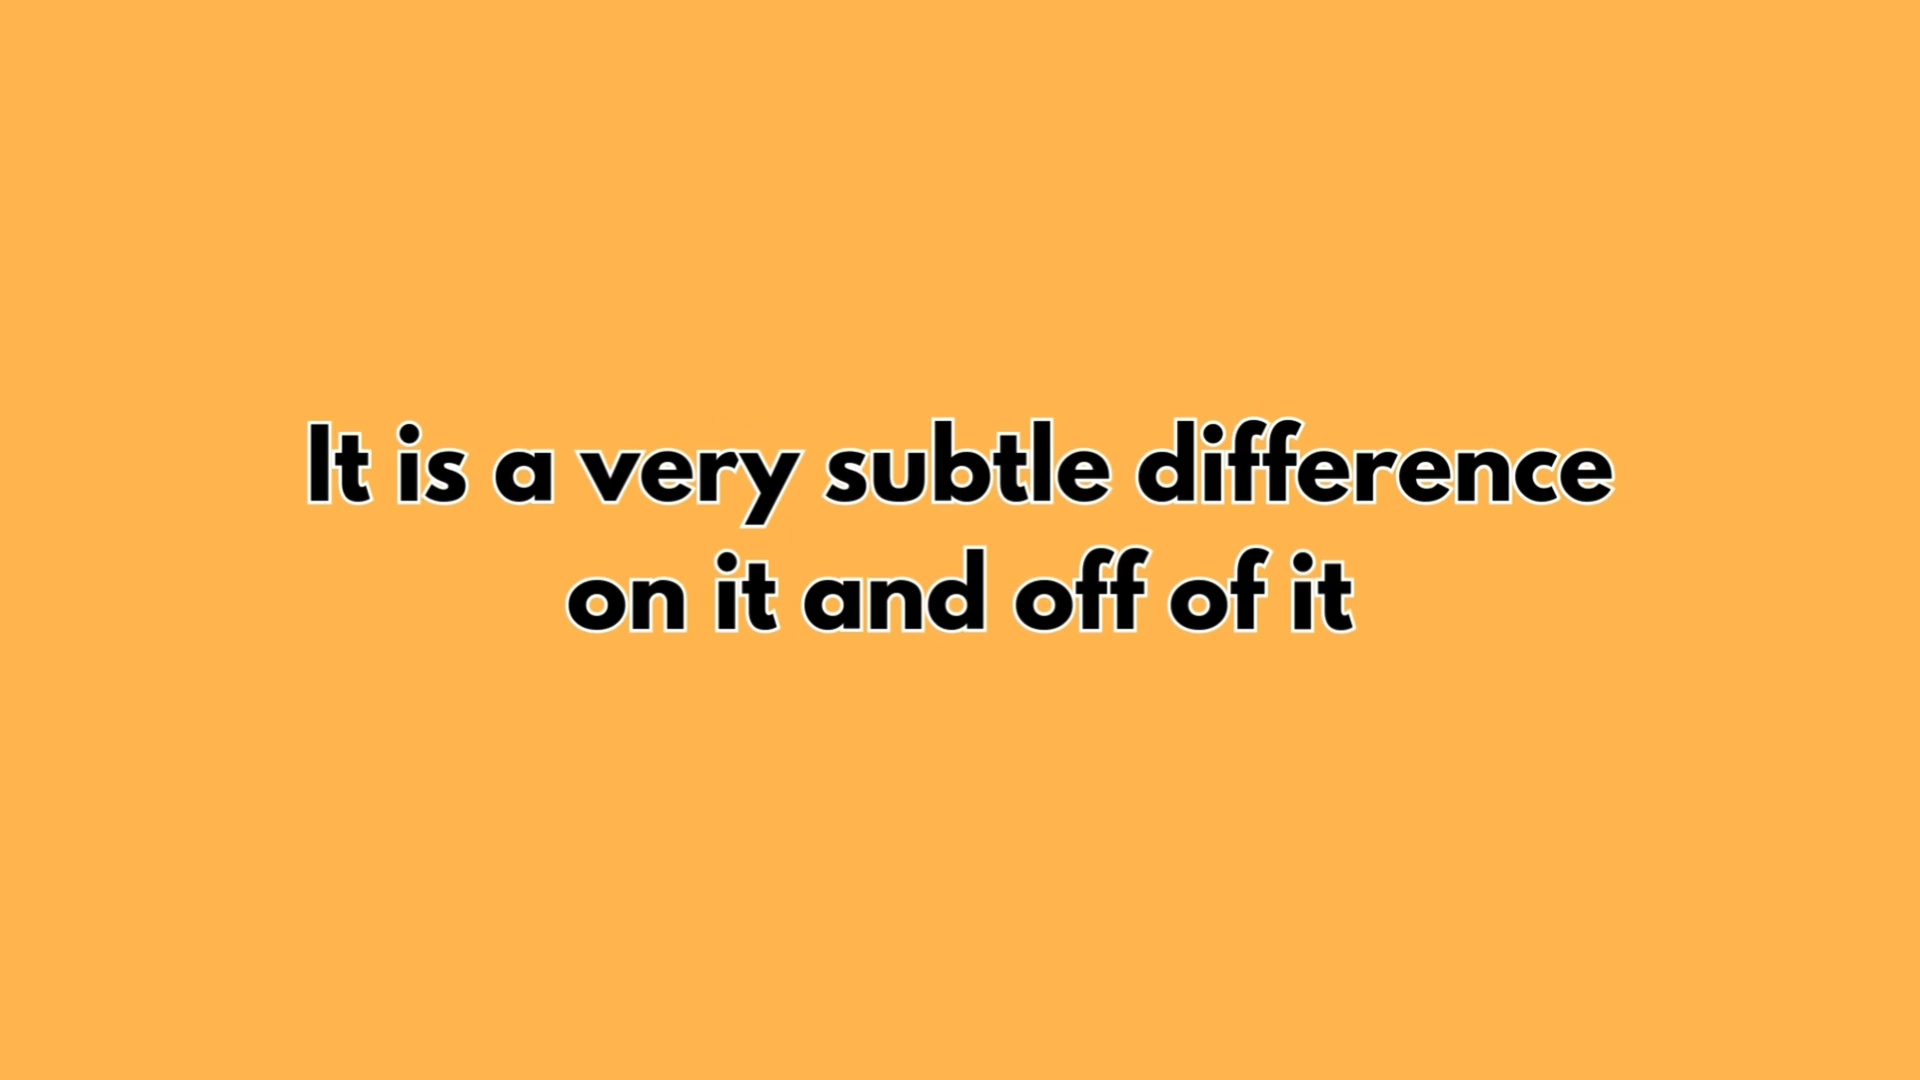 It is a very subtle difference
on it and off of it